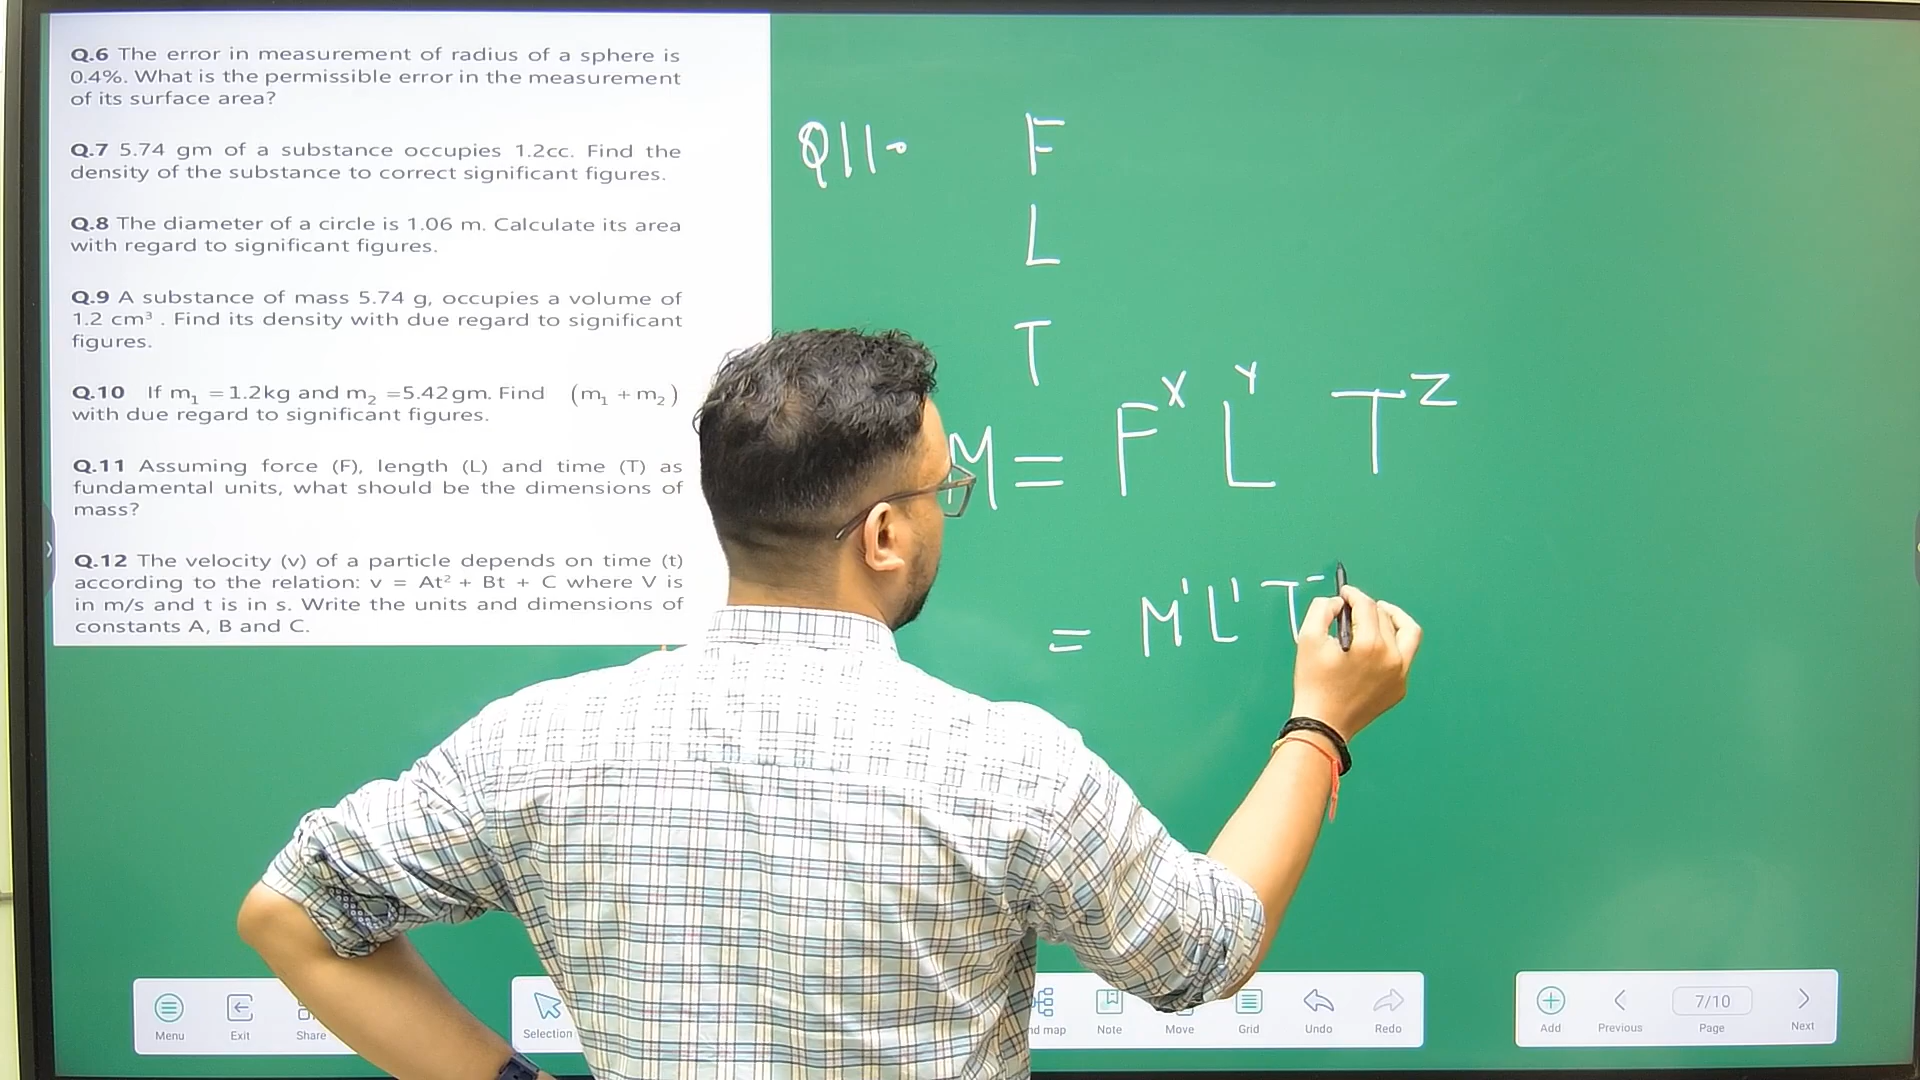 Q.6 The error in measurement of radius of a sphere is
0.4%. What is the permissible error in the measurement
of its surface area?
Q.7 5.74 gm of a substance occupies 1.2cc. Find the
density of the substance to correct significant figures.
Q.8 The diameter of a circle is 1.06 m. Calculate its area
with regard to significant figures.
Q.9 A substance of mass 5.74 g, occupies a volume of
1.2 cm³ . Find its density with due regard to significant
figures.
Q.10 If m₁ = 1.2kg and m₂ =5.42gm. Find (m₁ + m₂)
with due regard to significant figures.
Q.11 Assuming force (F), length (L) and time (T) as
fundamental units, what should be the dimensions of
mass?
Q.12 The velocity (v) of a particle depends on time (t)
according to the relation: v = At² + Bt + C where V is
in m/s and t is in s. Write the units and dimensions of
constants A, B and C.
Q11. F
L
T
M = F^X L^Y T^Z
= M^1 L^1 T^-
Menu Exit Share Selection Note Move Grid Undo Redo Add Previous Page Next
7/10